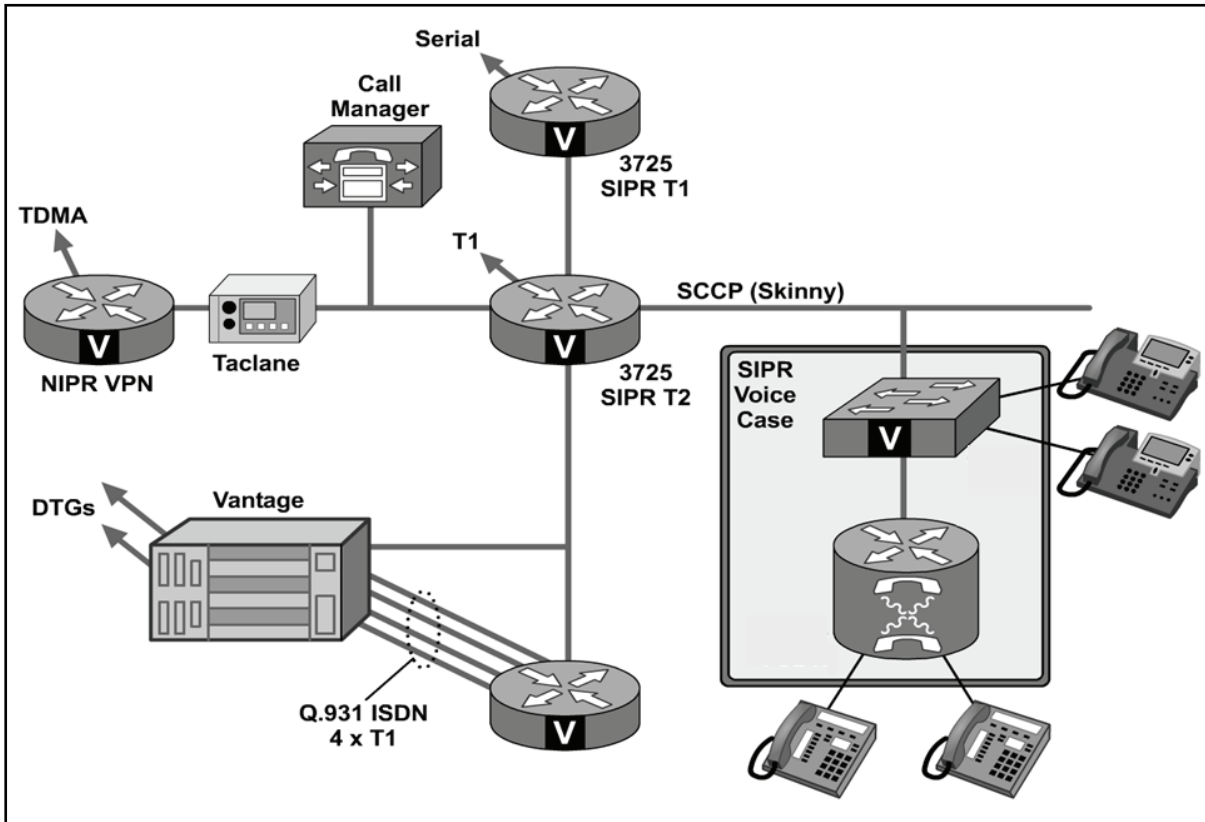 Serial
Call
Manager
V
3725
SIPR T1
TDMA
T1
SCCP (Skinny)
V
NIPR VPN
Taclane
V
3725
SIPR T2
SIPR
Voice
Case
V
DTGs
Vantage
Q.931 ISDN
4 x T1
V